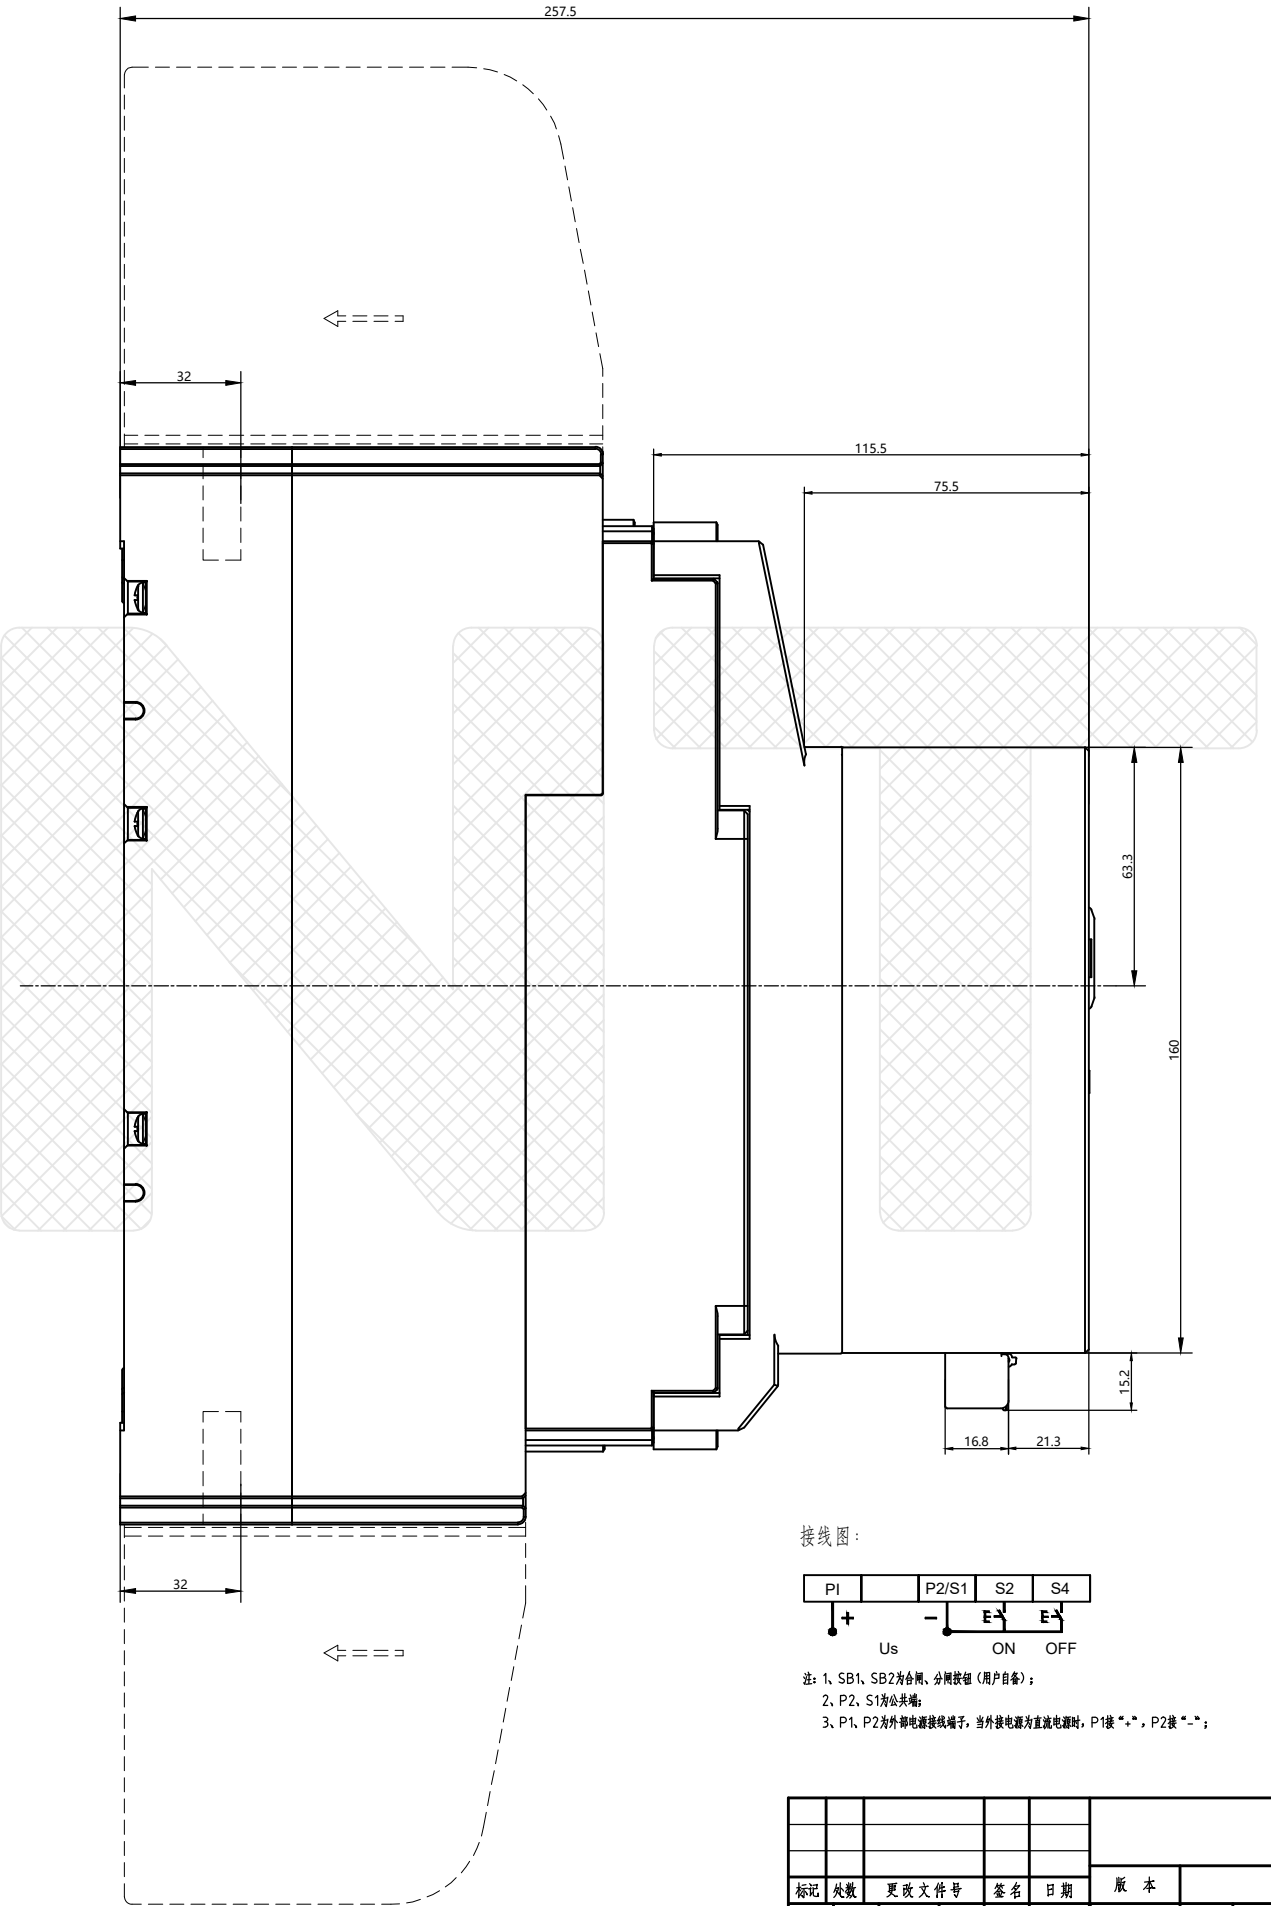 257.5
32
115.5
75.5
63.3
160
15.2
16.8
21.3
32
接线图：
PI P2/S1 S2 S4
+ −
Us ON OFF
注：1、SB1、SB2为合闸、分闸按钮（用户自备）；
2、P2、S1为公共端；
3、P1、P2为外部电源接线端子，当外接电源为直流电源时，P1接“+”，P2接“-”；
标记 处数 更改文件号 签名 日期 版本